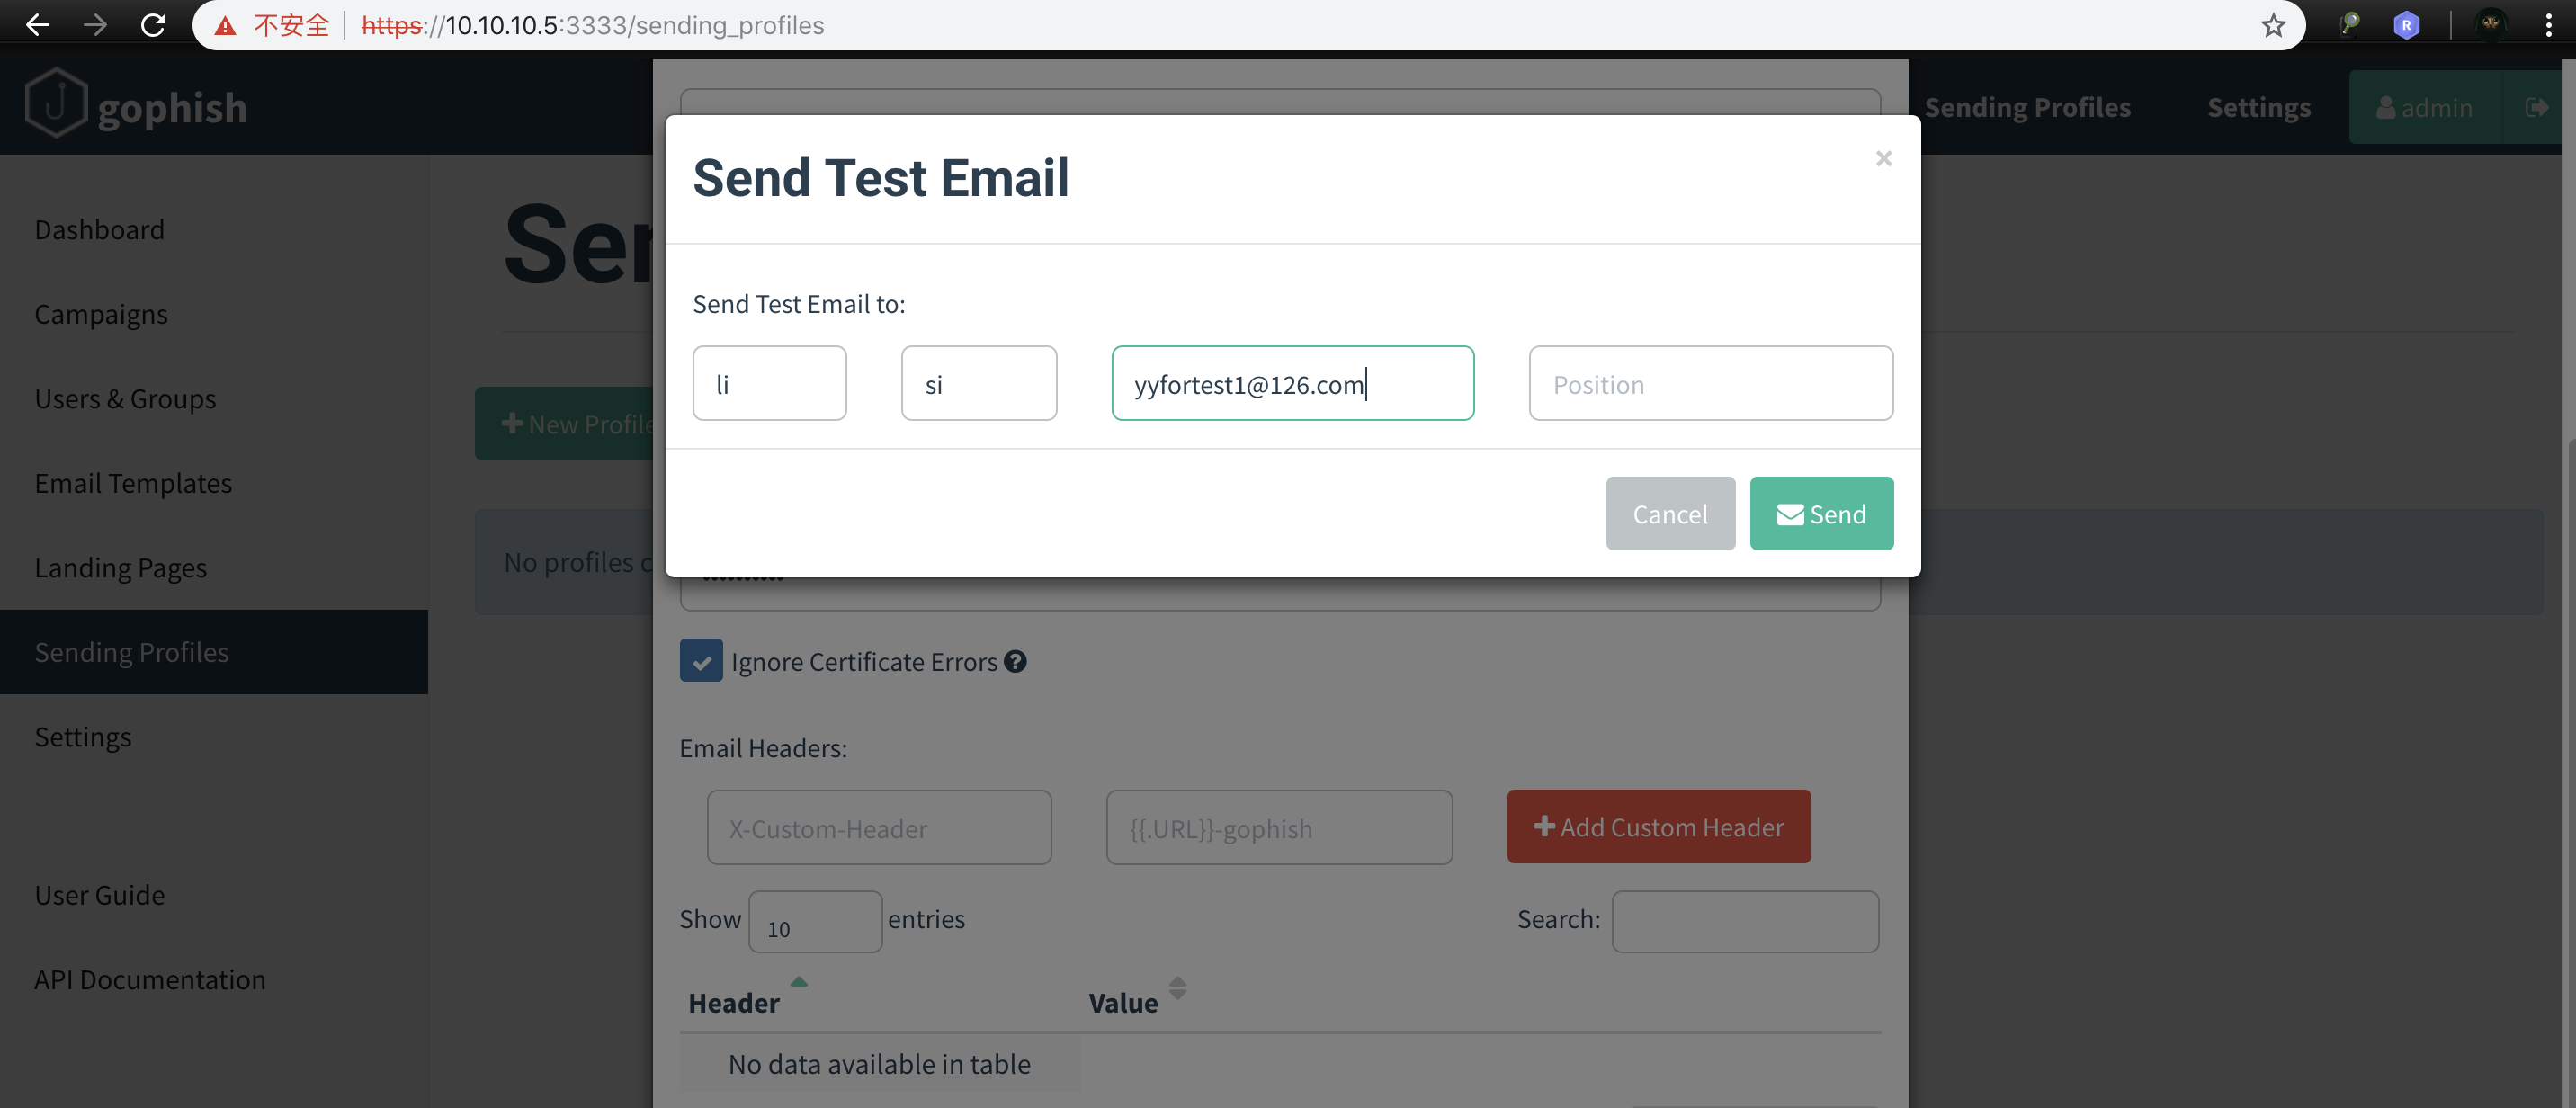 不安全 https://10.10.10.5:3333/sending_profiles
R
gophish
Sending Profiles
Settings
admin
Dashboard
Campaigns
Users & Groups
Email Templates
Landing Pages
Sending Profiles
Settings
User Guide
API Documentation
Send Test Email
×
Send Test Email to:
li
si
yyfortest1@126.com
Position
Cancel
Send
New Profile
No profiles c
Ignore Certificate Errors ?
Email Headers:
X-Custom-Header
{{.URL}}-gophish
Add Custom Header
Show 10 entries
Search:
Header
Value
No data available in table